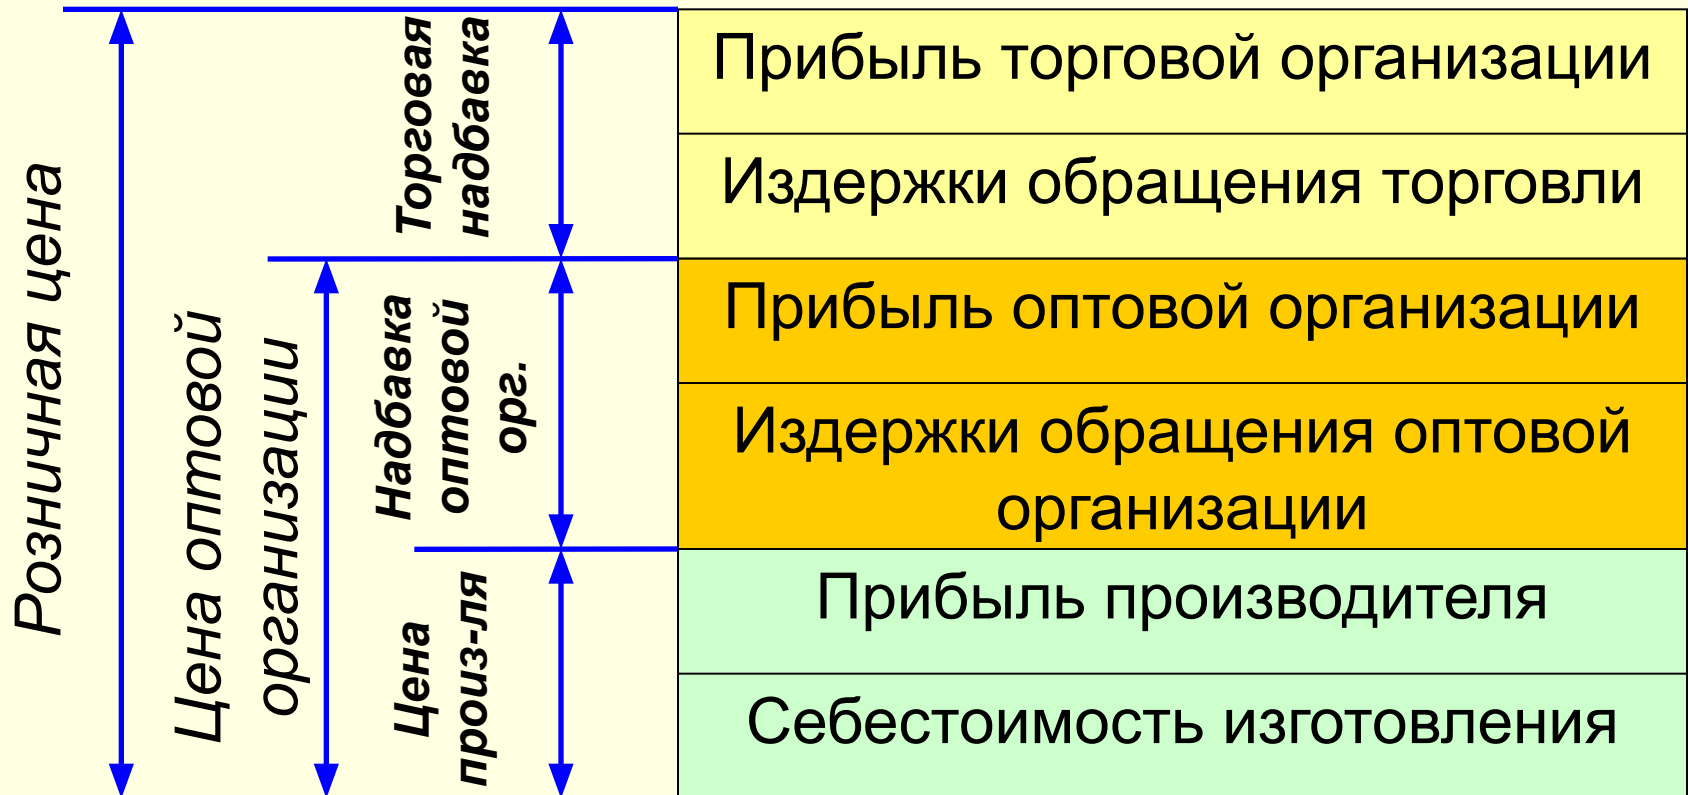 Розничная цена
Цена оптовой
организации
Торговая
надбавка
Надбавка
оптовой
орг.
Цена
произ-ля
Прибыль торговой организации
Издержки обращения торговли
Прибыль оптовой организации
Издержки обращения оптовой
организации
Прибыль производителя
Себестоимость изготовления